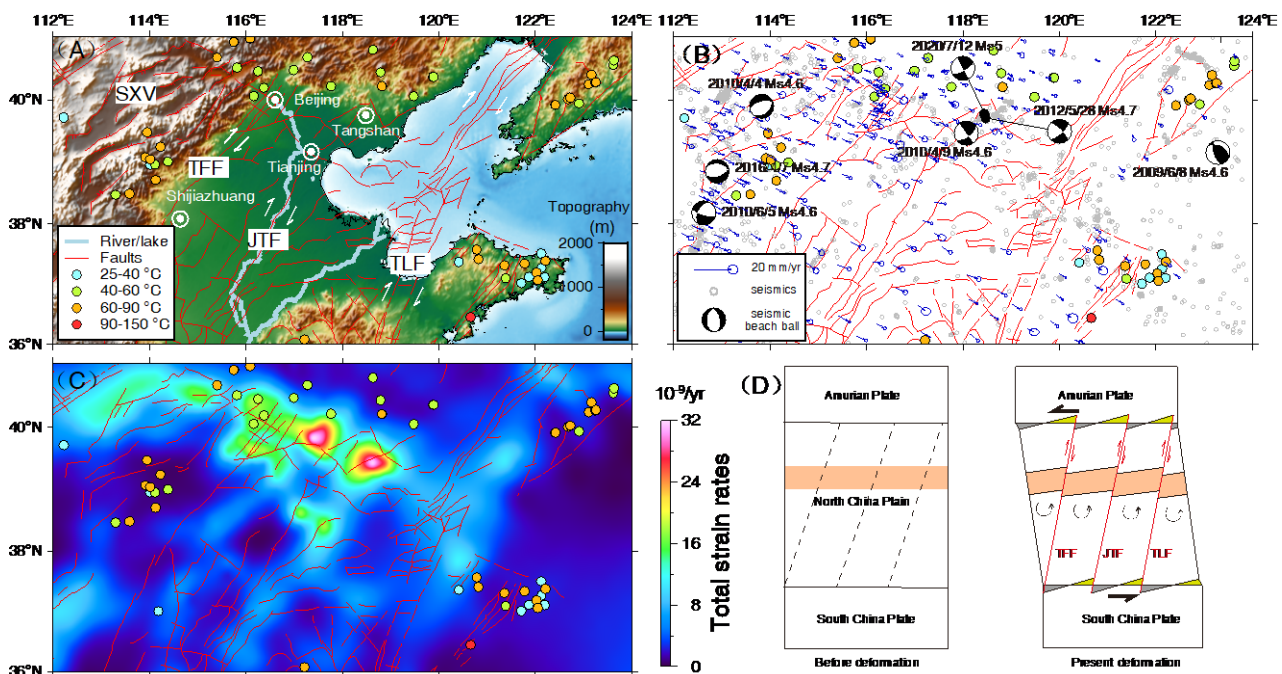 112°E 114°E 116°E 118°E 120°E 122°E 124°E
112°E 114°E 116°E 118°E 120°E 122°E 124°E
(A)
SXV
40°N
Beijing
Tangshan
TFF
Tianjing
Shijiazhuang
38°N
JTF
TLF
Topography
(m)
2000
1000
0
River/lake
Faults
25-40 °C
40-60 °C
60-90 °C
90-150 °C
36°N
(B)
2020/7/12 Ms5
2010/4/4 Ms4.6
40°N
2012/5/28 Ms4.7
2010/4/9 Ms4.6
2009/6/8 Ms4.6
2010/6/5 Ms4.6
38°N
20 mm/yr
seismics
seismic
beach ball
36°N
(C)
40°N
38°N
36°N
10⁻⁹/yr
32
24
16
8
0
Total strain rates
(D)
Amurian Plate
North China Plain
South China Plate
Before deformation
Amurian Plate
TFF JTF TLF
South China Plate
Present deformation